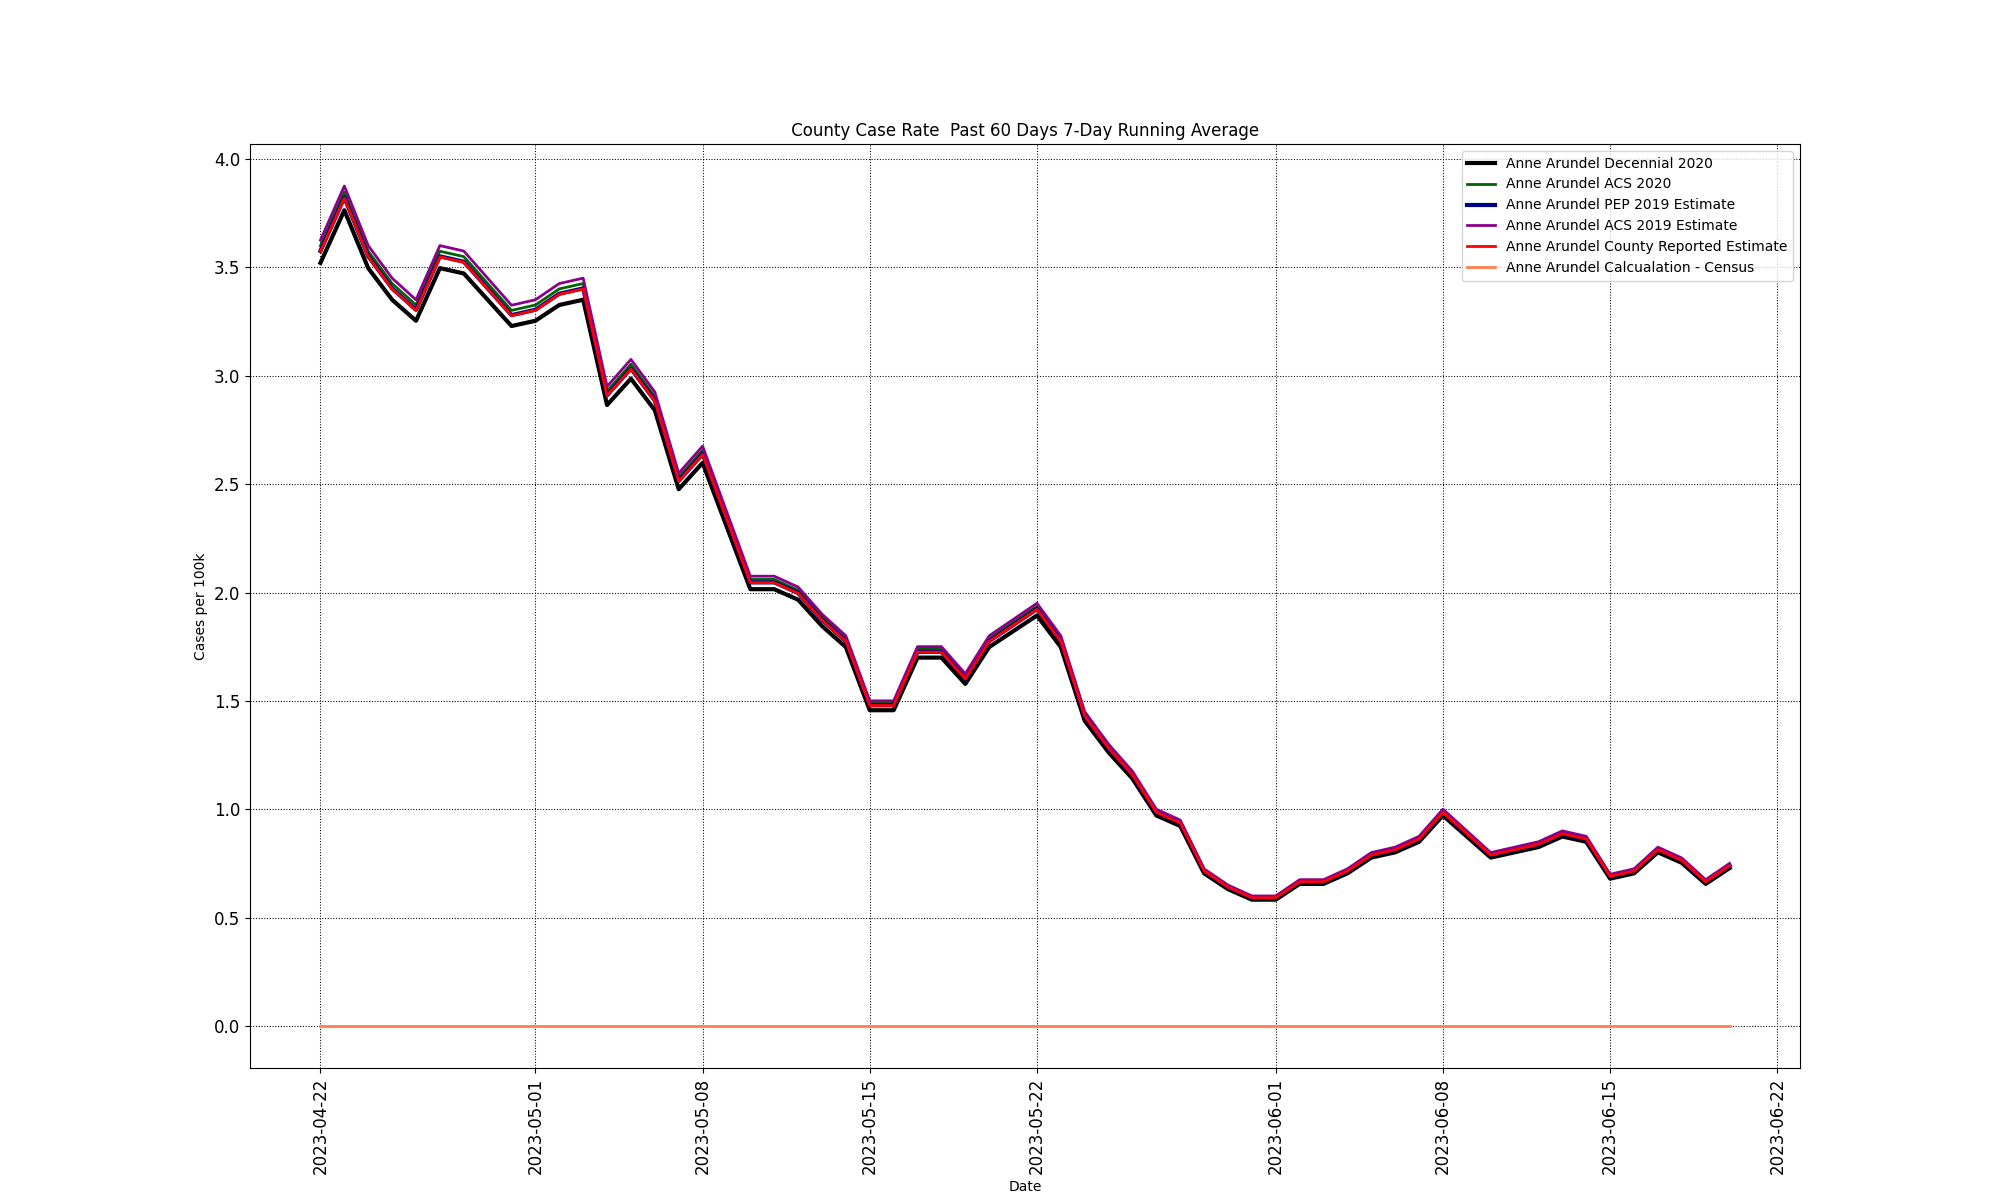 County Case Rate  Past 60 Days 7-Day Running Average
Anne Arundel Decennial 2020
Anne Arundel ACS 2020
Anne Arundel PEP 2019 Estimate
Anne Arundel ACS 2019 Estimate
Anne Arundel County Reported Estimate
Anne Arundel Calcualation - Census
4.0
3.5
3.0
2.5
2.0
1.5
1.0
0.5
0.0
Cases per 100k
2023-04-22
2023-05-01
2023-05-08
2023-05-15
2023-05-22
2023-06-01
2023-06-08
2023-06-15
2023-06-22
Date